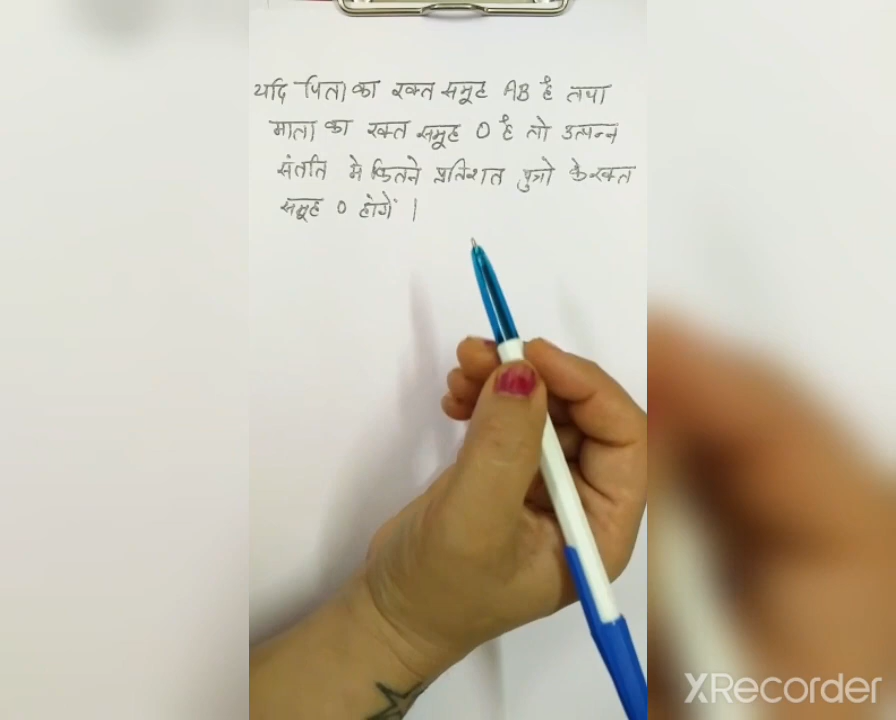 यदि पिता का रक्त समूह AB है तथा
माता का रक्त समूह O है तो उत्पन्न
संतति मे कितने प्रतिशत पुत्रो के रक्त
समूह O होगें |
XRecorder